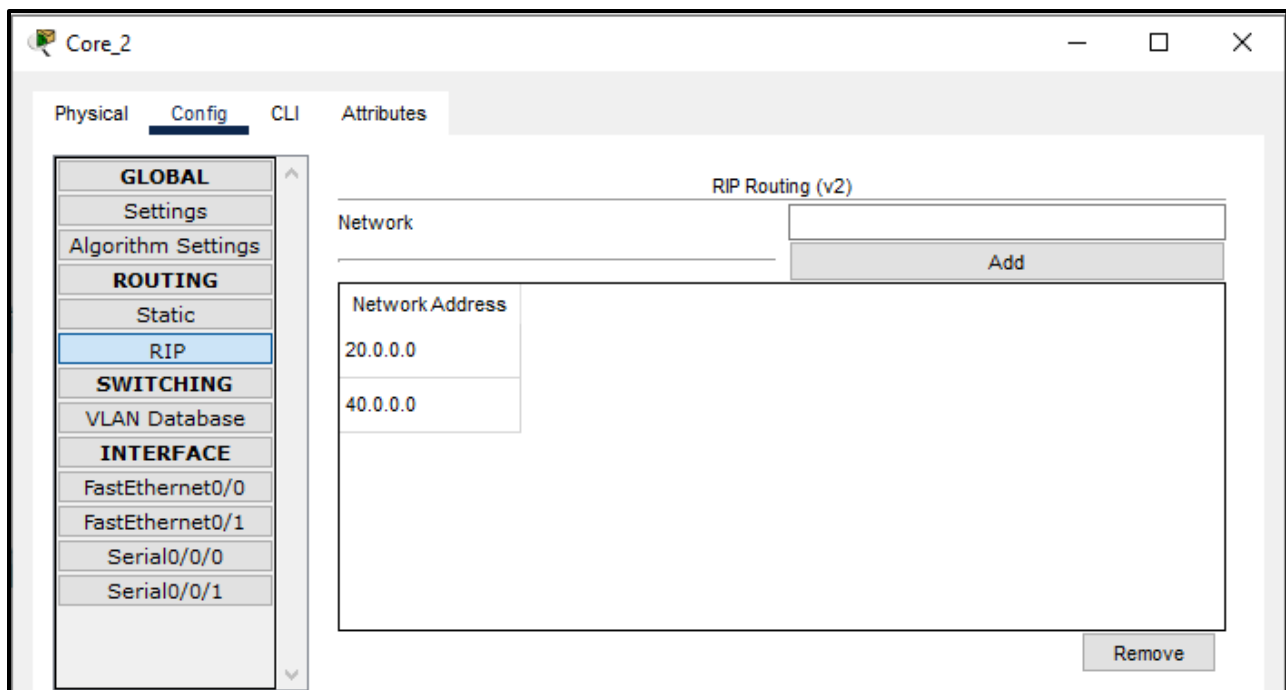 Core_2
Physical Config CLI Attributes
GLOBAL
Settings
Algorithm Settings
ROUTING
Static
RIP
SWITCHING
VLAN Database
INTERFACE
FastEthernet0/0
FastEthernet0/1
Serial0/0/0
Serial0/0/1
RIP Routing (v2)
Network
Add
Network Address
20.0.0.0
40.0.0.0
Remove